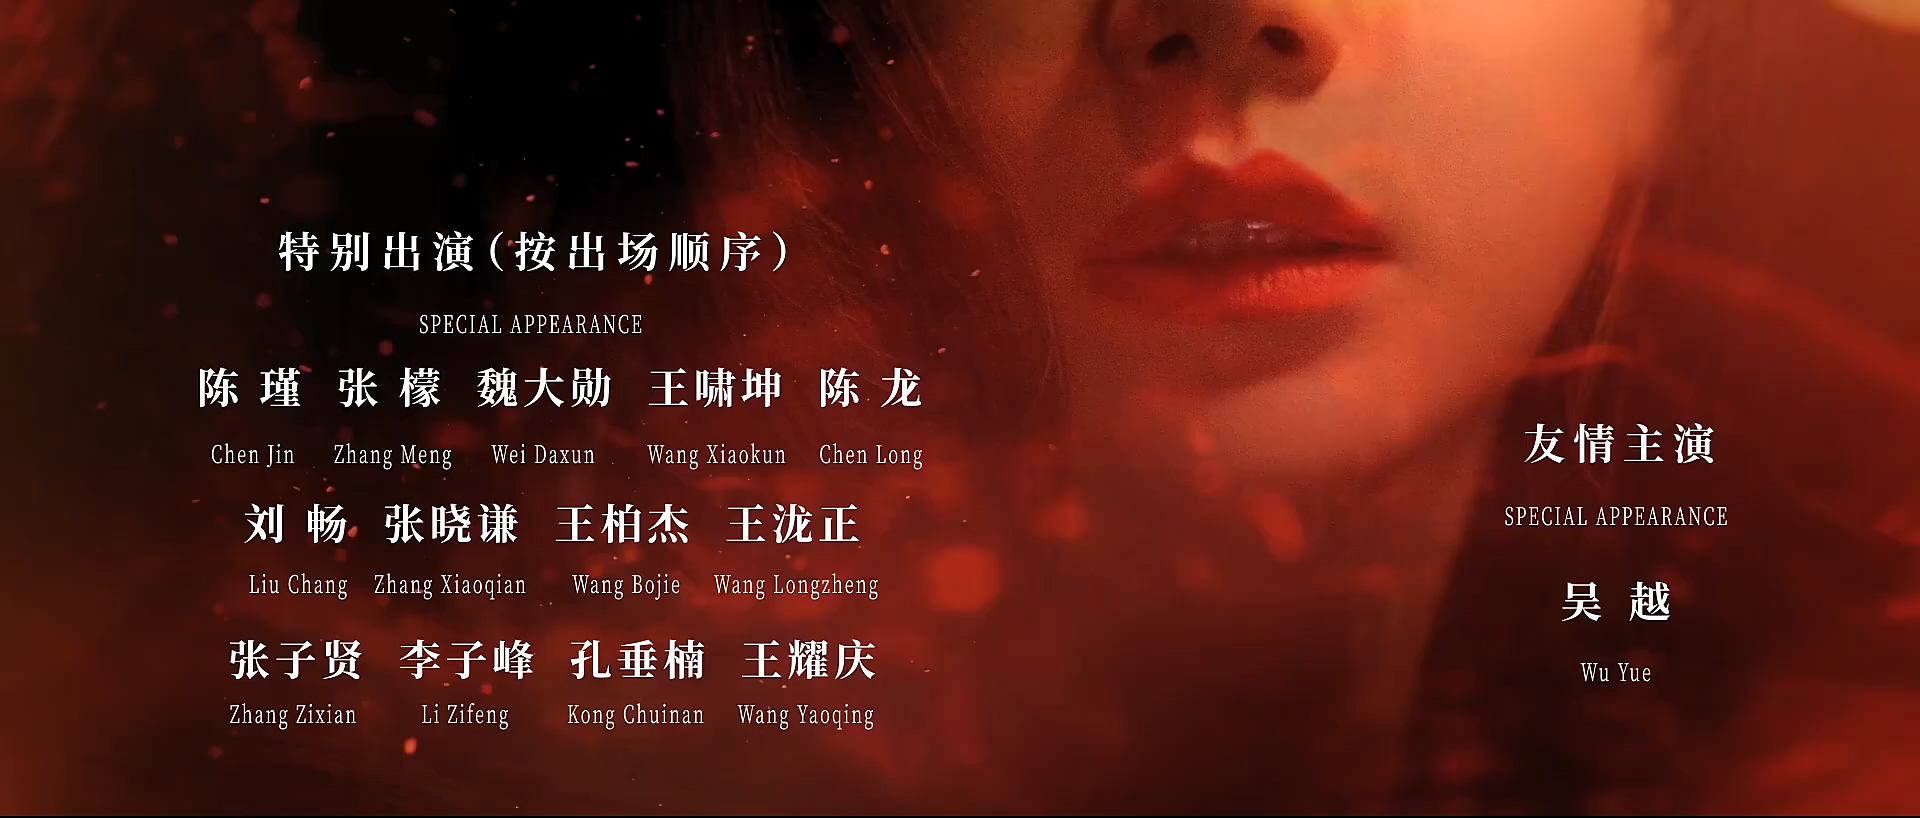 特别出演(按出场顺序)
SPECIAL APPEARANCE
陈 瑾 张 檬 魏大勋 王啸坤 陈 龙
Chen Jin Zhang Meng Wei Daxun Wang Xiaokun Chen Long
刘 畅 张晓谦 王柏杰 王泷正
Liu Chang Zhang Xiaoqian Wang Bojie Wang Longzheng
张子贤 李子峰 孔垂楠 王耀庆
Zhang Zixian Li Zifeng Kong Chuinan Wang Yaoqing
友情主演
SPECIAL APPEARANCE
吴 越
Wu Yue